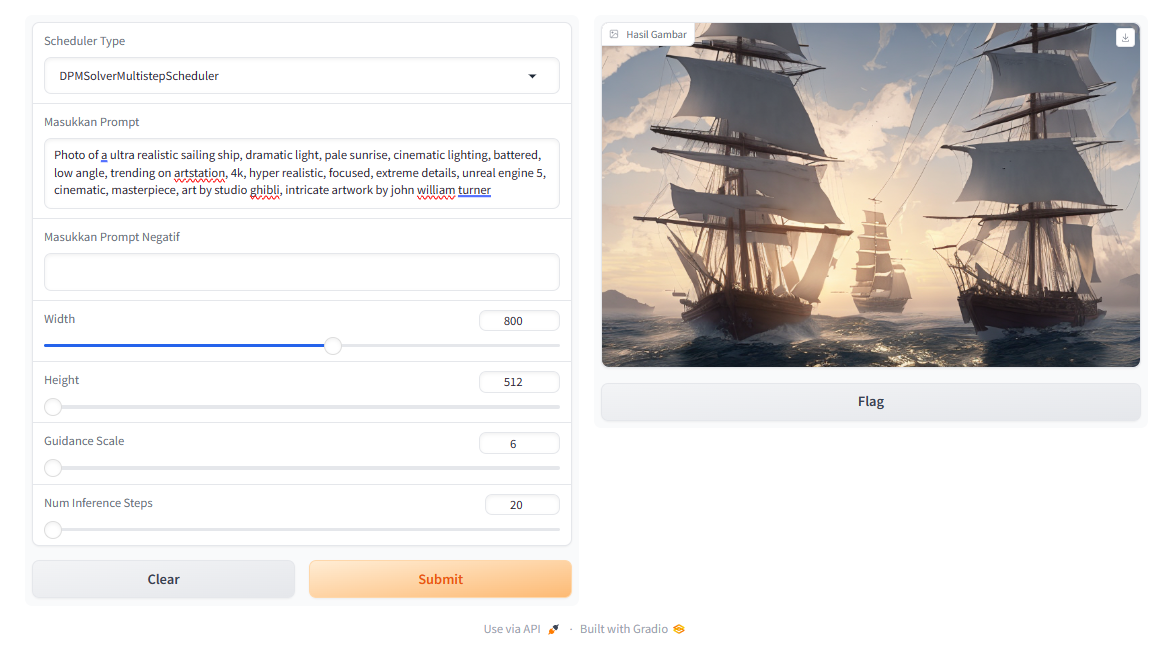 Scheduler Type
DPMSolverMultistepScheduler
Masukkan Prompt
Photo of a ultra realistic sailing ship, dramatic light, pale sunrise, cinematic lighting, battered,
low angle, trending on artstation, 4k, hyper realistic, focused, extreme details, unreal engine 5,
cinematic, masterpiece, art by studio ghibli, intricate artwork by john william turner
Masukkan Prompt Negatif
Width
800
Height
512
Guidance Scale
6
Num Inference Steps
20
Clear
Submit
Hasil Gambar
Flag
Use via API · Built with Gradio